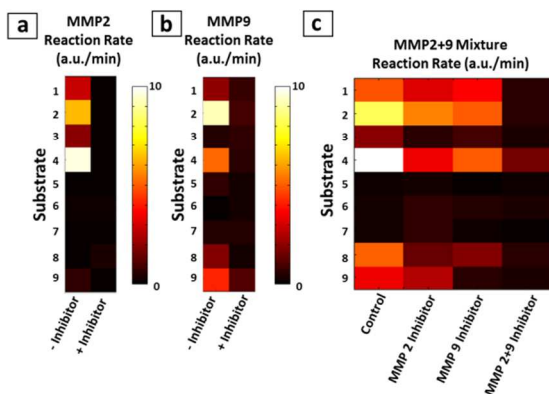 a
MMP2
Reaction Rate
(a.u./min)
Substrate
1
2
3
4
5
6
7
8
9
- Inhibitor
+ Inhibitor
10
0
b
MMP9
Reaction Rate
(a.u./min)
Substrate
1
2
3
4
5
6
7
8
9
- Inhibitor
+ Inhibitor
10
0
c
MMP2+9 Mixture
Reaction Rate (a.u./min)
Substrate
1
2
3
4
5
6
7
8
9
Control
MMP 2 Inhibitor
MMP 9 Inhibitor
MMP 2+9 Inhibitor